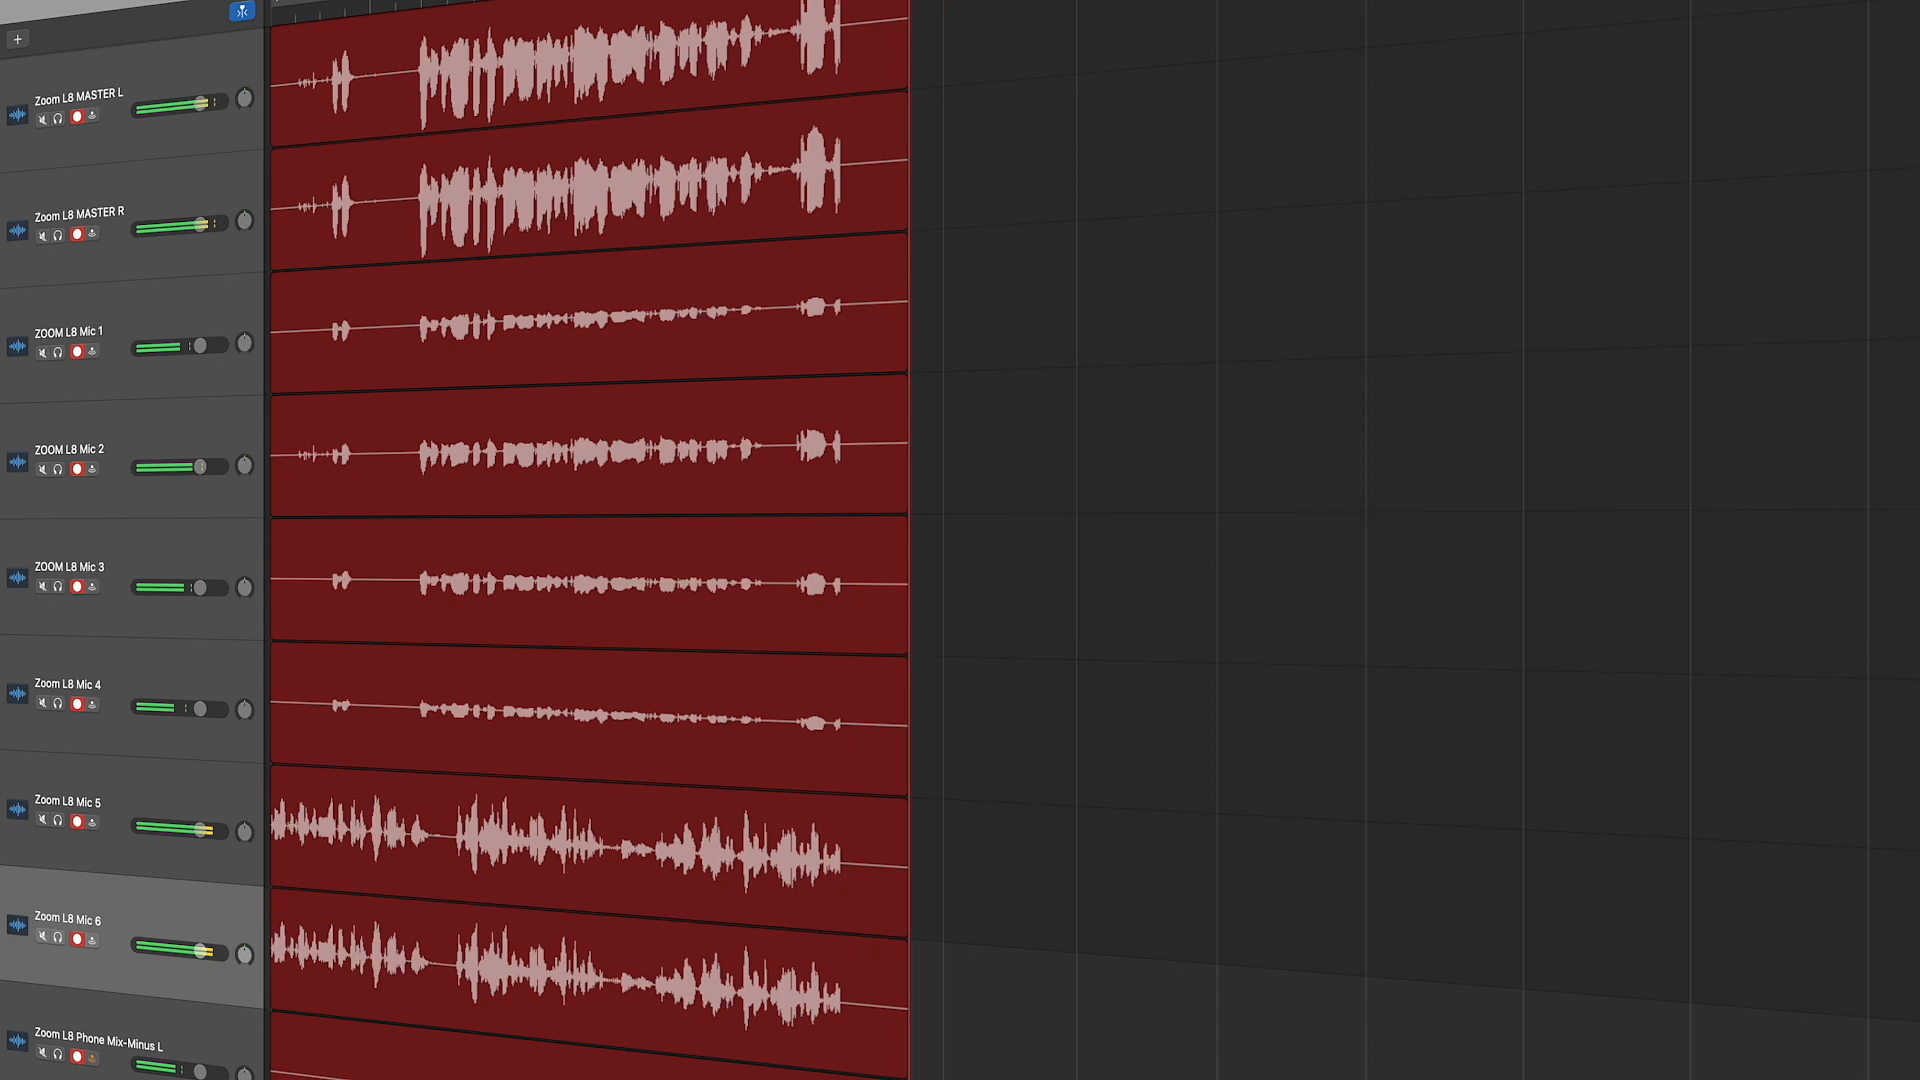 Zoom L8 MASTER L
Zoom L8 MASTER R
ZOOM L8 Mic 1
ZOOM L8 Mic 2
ZOOM L8 Mic 3
Zoom L8 Mic 4
Zoom L8 Mic 5
Zoom L8 Mic 6
Zoom L8 Phone Mix-Minus L